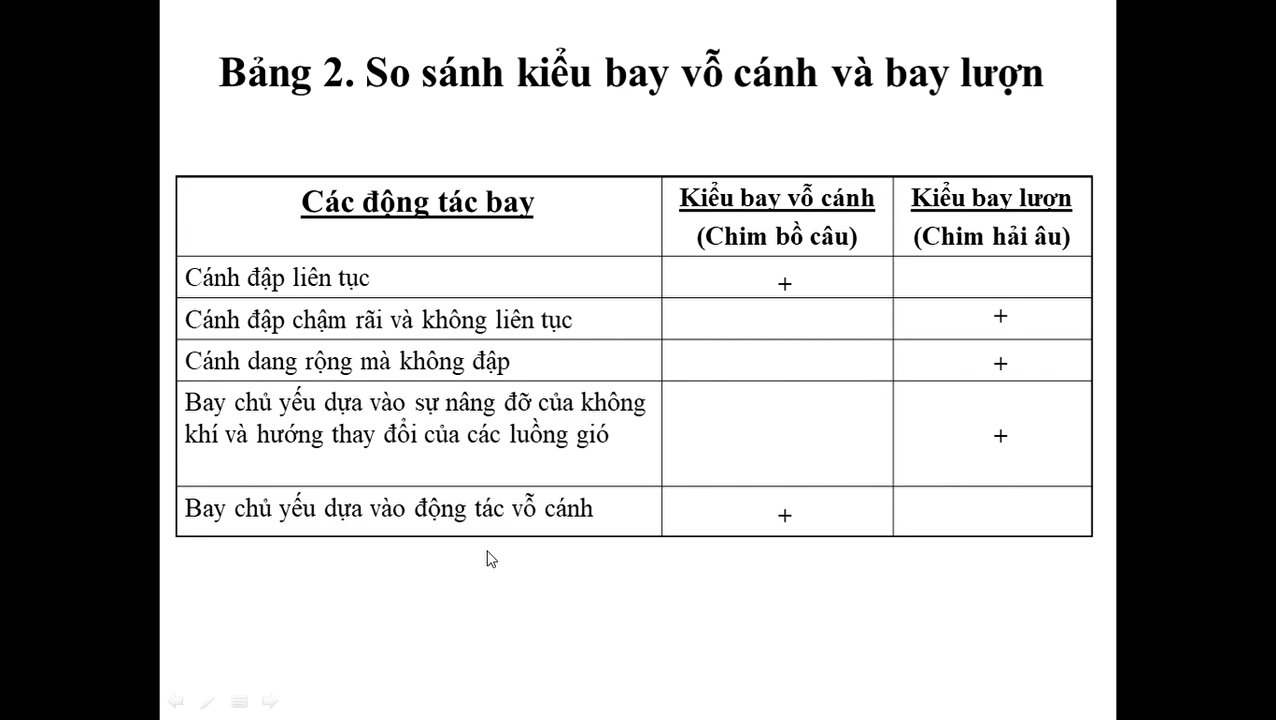 Bảng 2. So sánh kiểu bay vỗ cánh và bay lượn
Các động tác bay
Kiểu bay vỗ cánh
(Chim bồ câu)
Kiểu bay lượn
(Chim hải âu)
Cánh đập liên tục
+
Cánh đập chậm rãi và không liên tục
+
Cánh dang rộng mà không đập
+
Bay chủ yếu dựa vào sự nâng đỡ của không
khí và hướng thay đổi của các luồng gió
+
Bay chủ yếu dựa vào động tác vỗ cánh
+